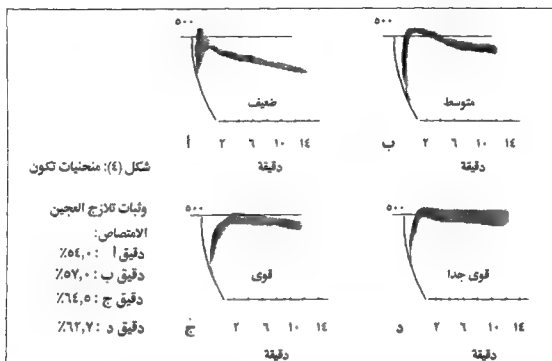 ٥٠٠
٥٠٠
ضعيف
متوسط
أ ٢ ٦ ١٠ ١٤
ب ٢ ٦ ١٠ ١٤
دقيقة
دقيقة
شكل (٤): منحنيات تكون
وثبات تلازج العجين
الامتصاص:
دقيق أ : ٥٤,٠٪
دقيق ب : ٥٧,٠٪
دقيق ج : ٦٤,٥٪
دقيق د : ٦٢,٧٪
٥٠٠
٥٠٠
قوى
قوى جدا
ج ٢ ٦ ١٠ ١٤
د ٢ ٦ ١٠ ١٤
دقيقة
دقيقة